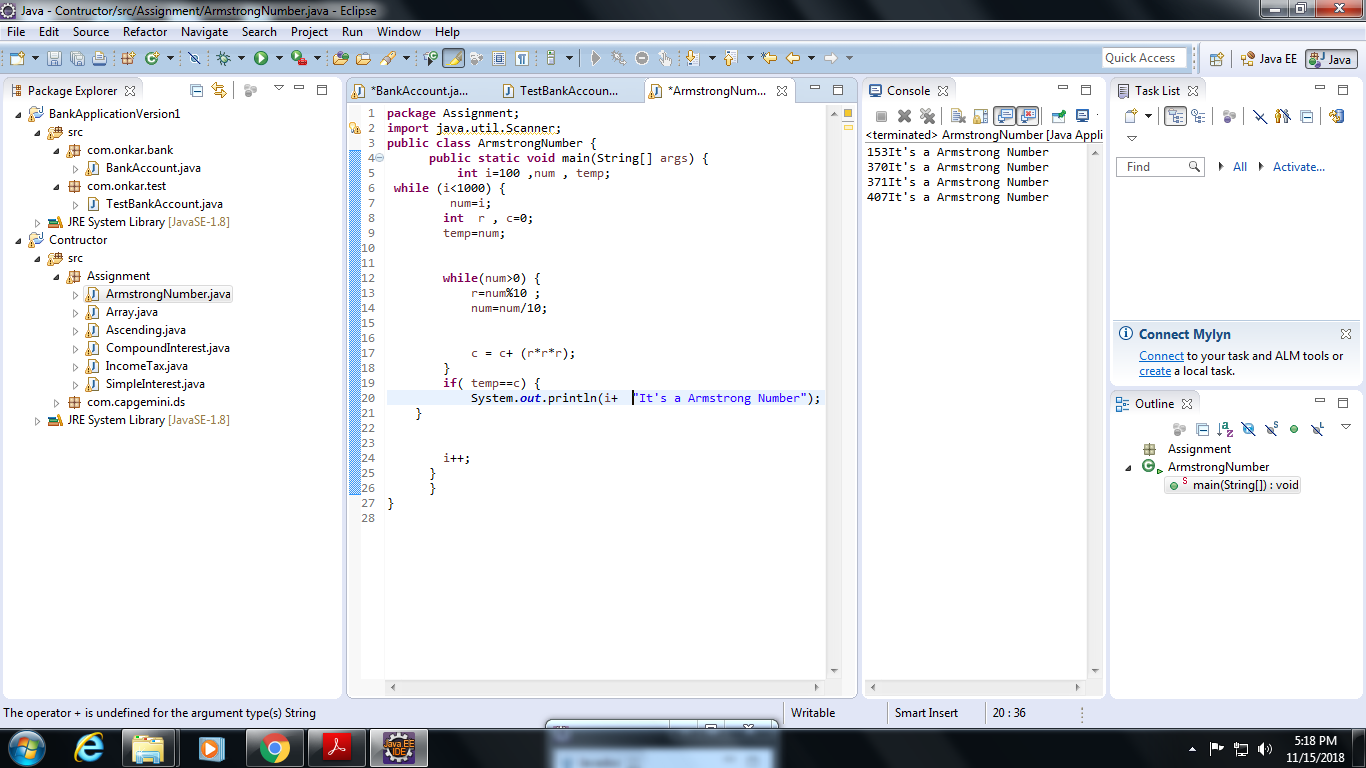 Java - Contructor/src/Assignment/ArmstrongNumber.java - Eclipse
File Edit Source Refactor Navigate Search Project Run Window Help
Quick Access
Java EE
Java
Package Explorer
BankApplicationVersion1
src
com.onkar.bank
BankAccount.java
com.onkar.test
TestBankAccount.java
JRE System Library [JavaSE-1.8]
Contructor
src
Assignment
ArmstrongNumber.java
Array.java
Ascending.java
CompoundInterest.java
IncomeTax.java
SimpleInterest.java
com.capgemini.ds
JRE System Library [JavaSE-1.8]
*BankAccount.ja... TestBankAccoun... *ArmstrongNum...
1 package Assignment;
2 import java.util.Scanner;
3 public class ArmstrongNumber {
4 public static void main(String[] args) {
5 int i=100 ,num , temp;
6 while (i<1000) {
7 num=i;
8 int r , c=0;
9 temp=num;
10
11
12 while(num>0) {
13 r=num%10 ;
14 num=num/10;
15
16
17 c = c+ (r*r*r);
18 }
19 if( temp==c) {
20 System.out.println(i+ "It's a Armstrong Number");
21 }
22
23
24 i++;
25 }
26 }
27 }
28
Console
<terminated> ArmstrongNumber [Java Appli
153It's a Armstrong Number
370It's a Armstrong Number
371It's a Armstrong Number
407It's a Armstrong Number
Task List
Find All Activate...
Connect Mylyn
Connect to your task and ALM tools or
create a local task.
Outline
Assignment
ArmstrongNumber
main(String[]) : void
The operator + is undefined for the argument type(s) String
Writable
Smart Insert
20 : 36
Java EE
IDE
5:18 PM
11/15/2018